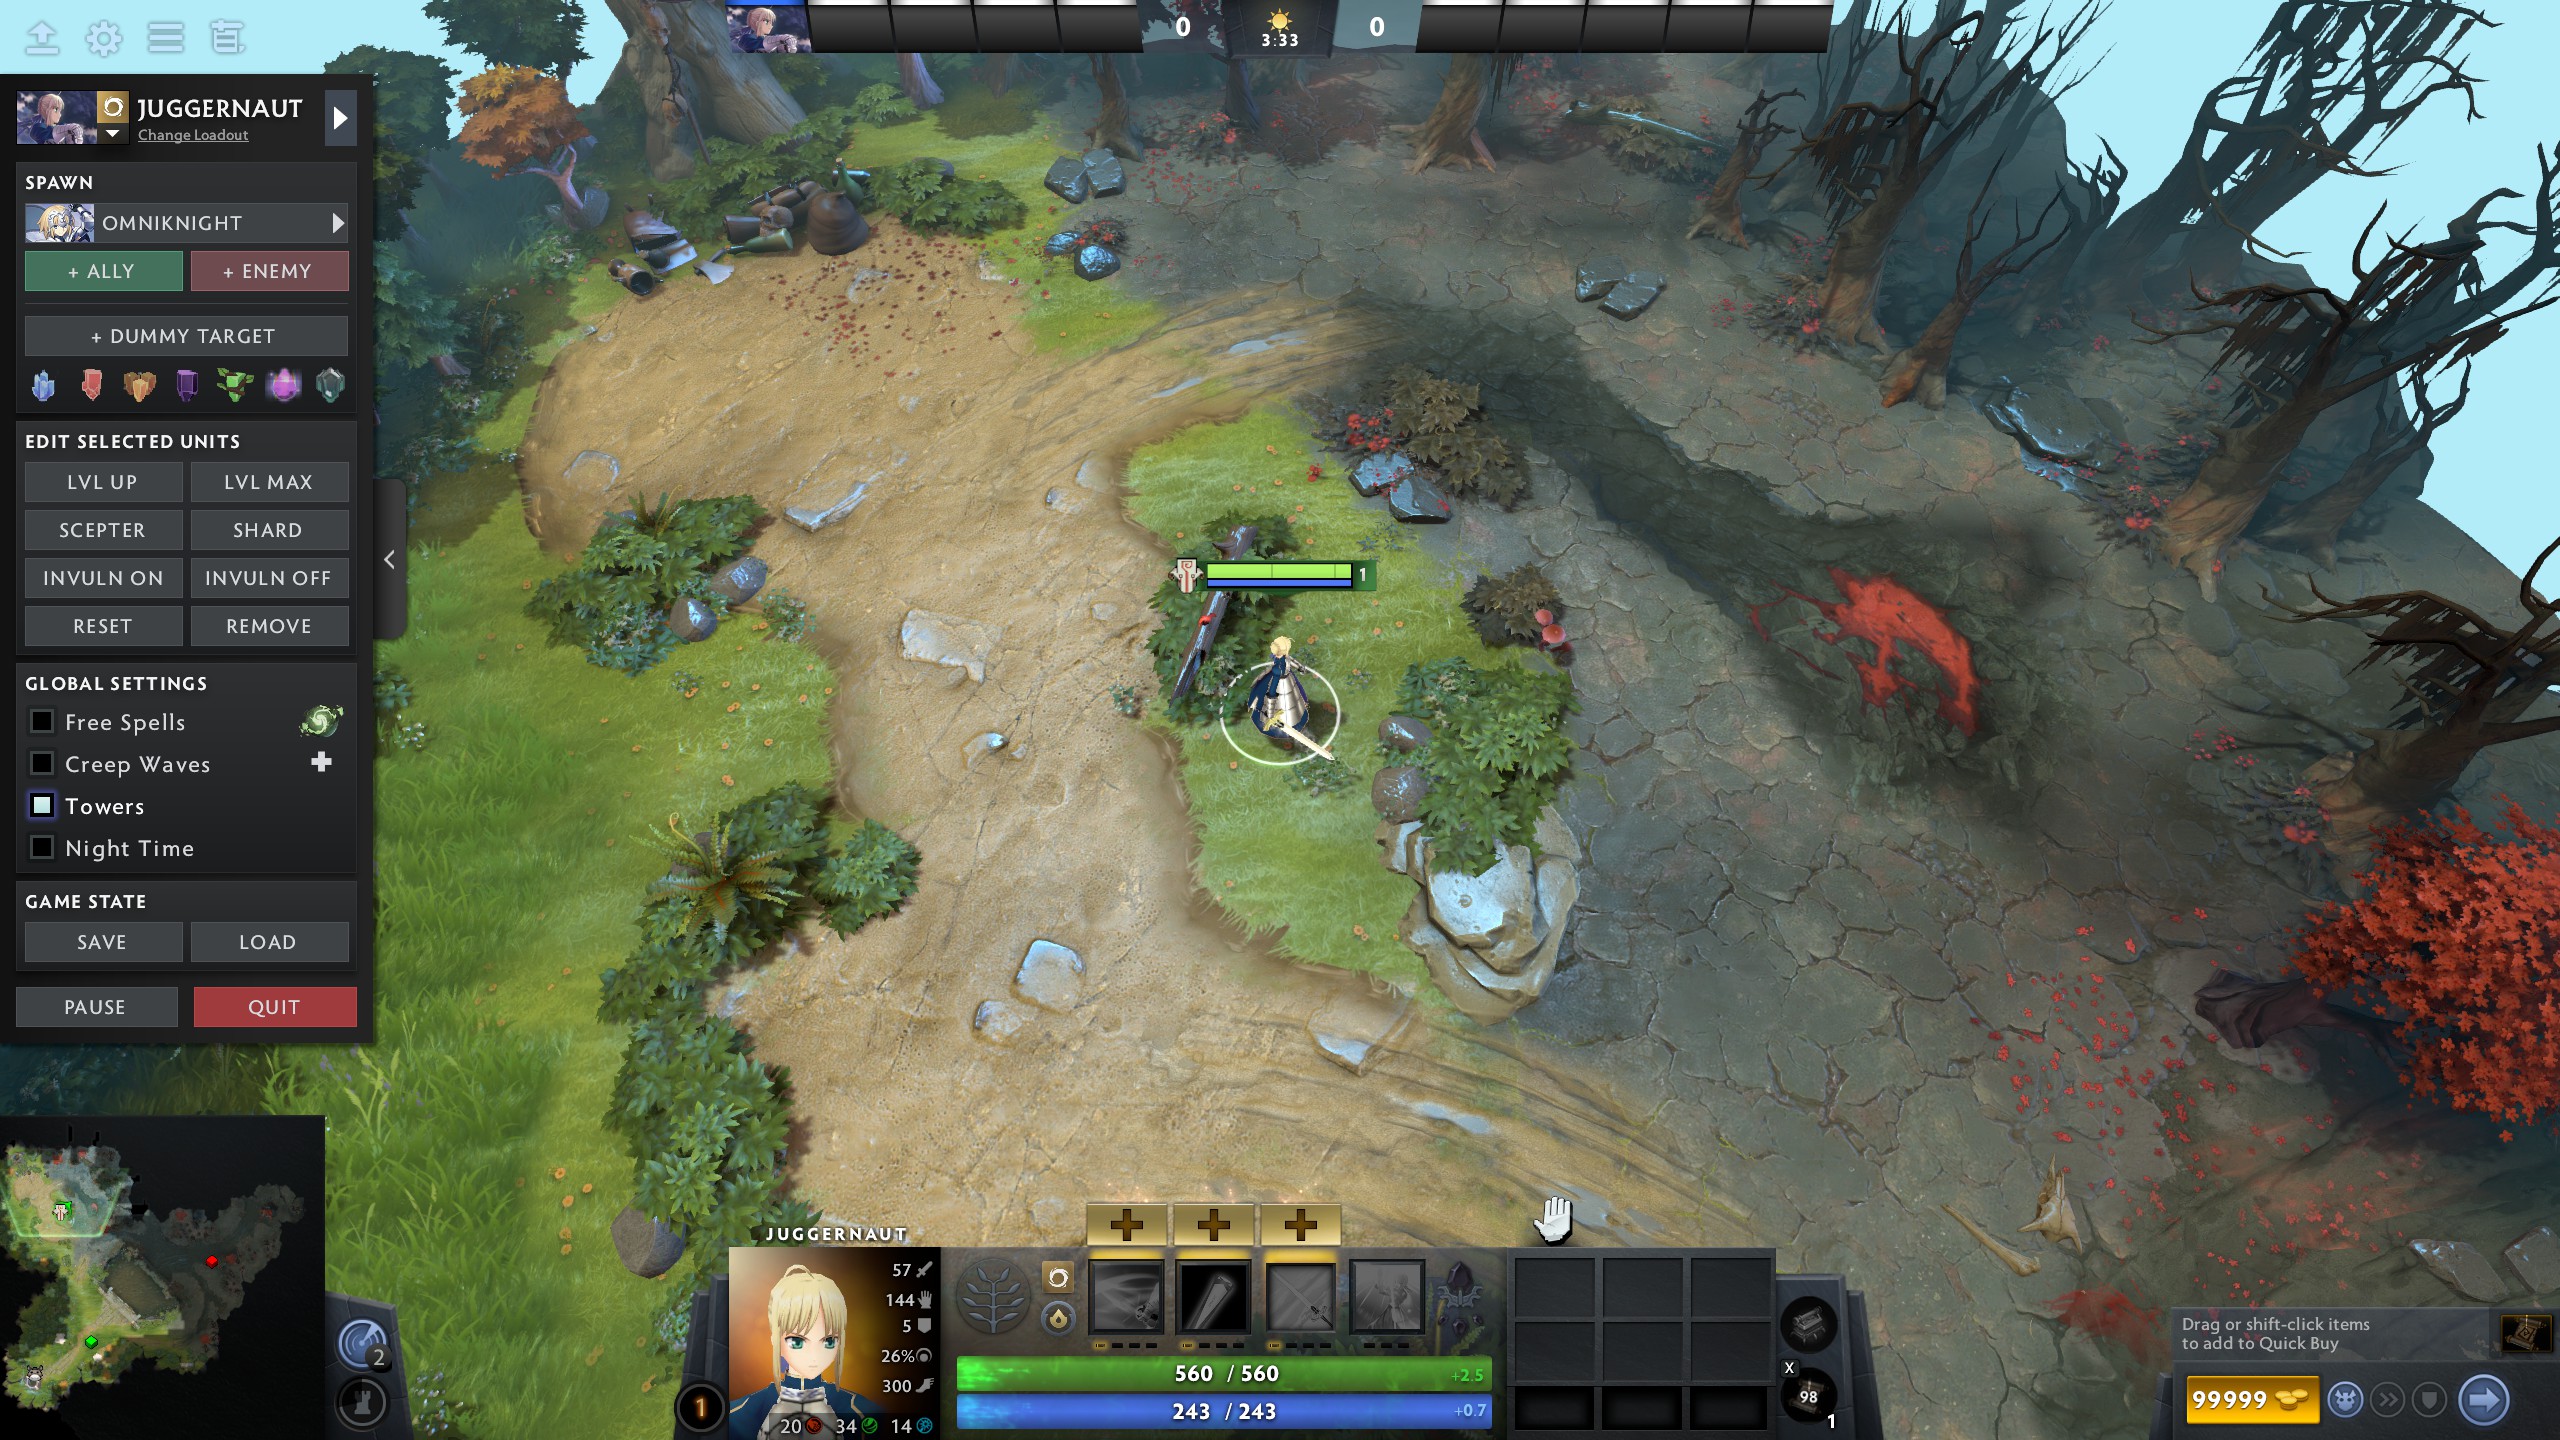 0
3:33
0
JUGGERNAUT
Change Loadout
SPAWN
OMNIKNIGHT
+ ALLY
+ ENEMY
+ DUMMY TARGET
EDIT SELECTED UNITS
LVL UP
LVL MAX
SCEPTER
SHARD
INVULN ON
INVULN OFF
RESET
REMOVE
GLOBAL SETTINGS
Free Spells
Creep Waves
Towers
Night Time
GAME STATE
SAVE
LOAD
PAUSE
QUIT
1
2
JUGGERNAUT
57
144
5
26%
300
1
20
34
14
560 / 560
+2.5
243 / 243
+0.7
X
98
1
Drag or shift-click items
to add to Quick Buy
99999